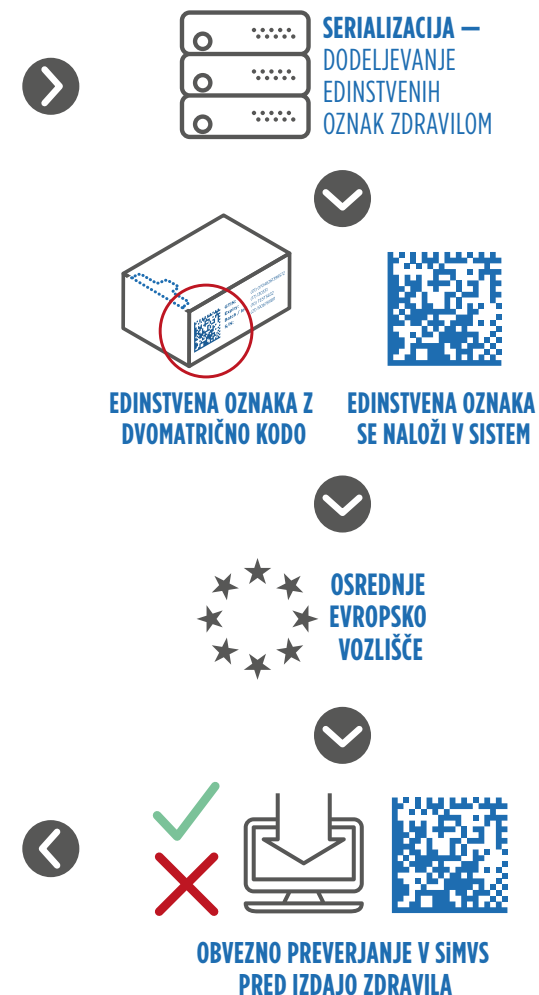 SERIALIZACIJA —
DODELJEVANJE
EDINSTVENIH
OZNAK ZDRAVILOM
EDINSTVENA OZNAKA Z
DVOMATRIČNO KODO
EDINSTVENA OZNAKA
SE NALOŽI V SISTEM
OSREDNJE
EVROPSKO
VOZLIŠČE
OBVEZNO PREVERJANJE V SiMVS
PRED IZDAJO ZDRAVILA